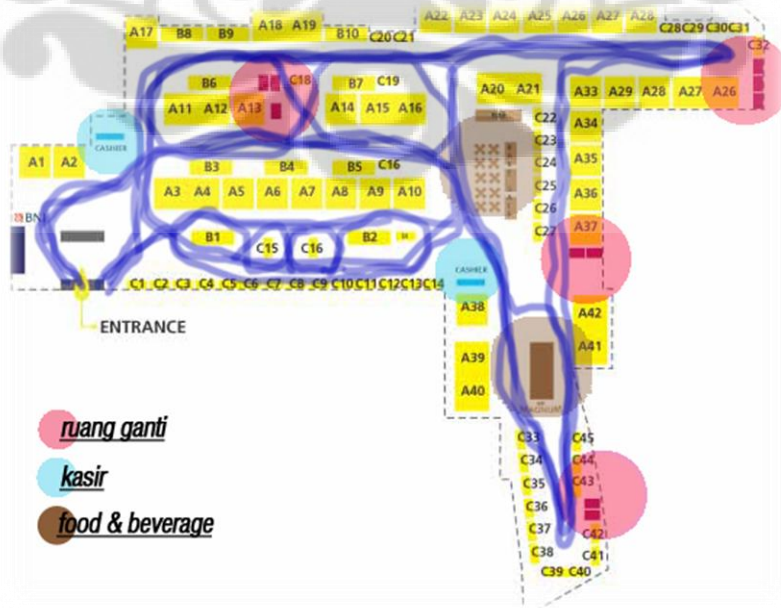 A22 A23 A24 A25 A26 A27 A28
A17 B8 B9 A18 A19 B10 C20 C21 C28 C29 C30 C31
C32
B6 C18 B7 C19 A20 A21 A33 A29 A28 A27 A26
A11 A12 A13 A14 A15 A16
C22 A34
CASHIER C23
A1 A2 B3 B4 B5 C16 C24 A35
A3 A4 A5 A6 A7 A8 A9 A10 C25 A36
C26
BNI B1 C15 C16 B2 C27 A37
CASHIER
C1 C2 C3 C4 C5 C6 C7 C8 C9 C10 C11 C12 C13 C14
A38 A42
ENTRANCE
A41
A39
A40
MAGNUM
ruang ganti C33 C45
C34 C44
kasir C35 C43
C36
food & beverage C37 C42
C38 C41
C39 C40